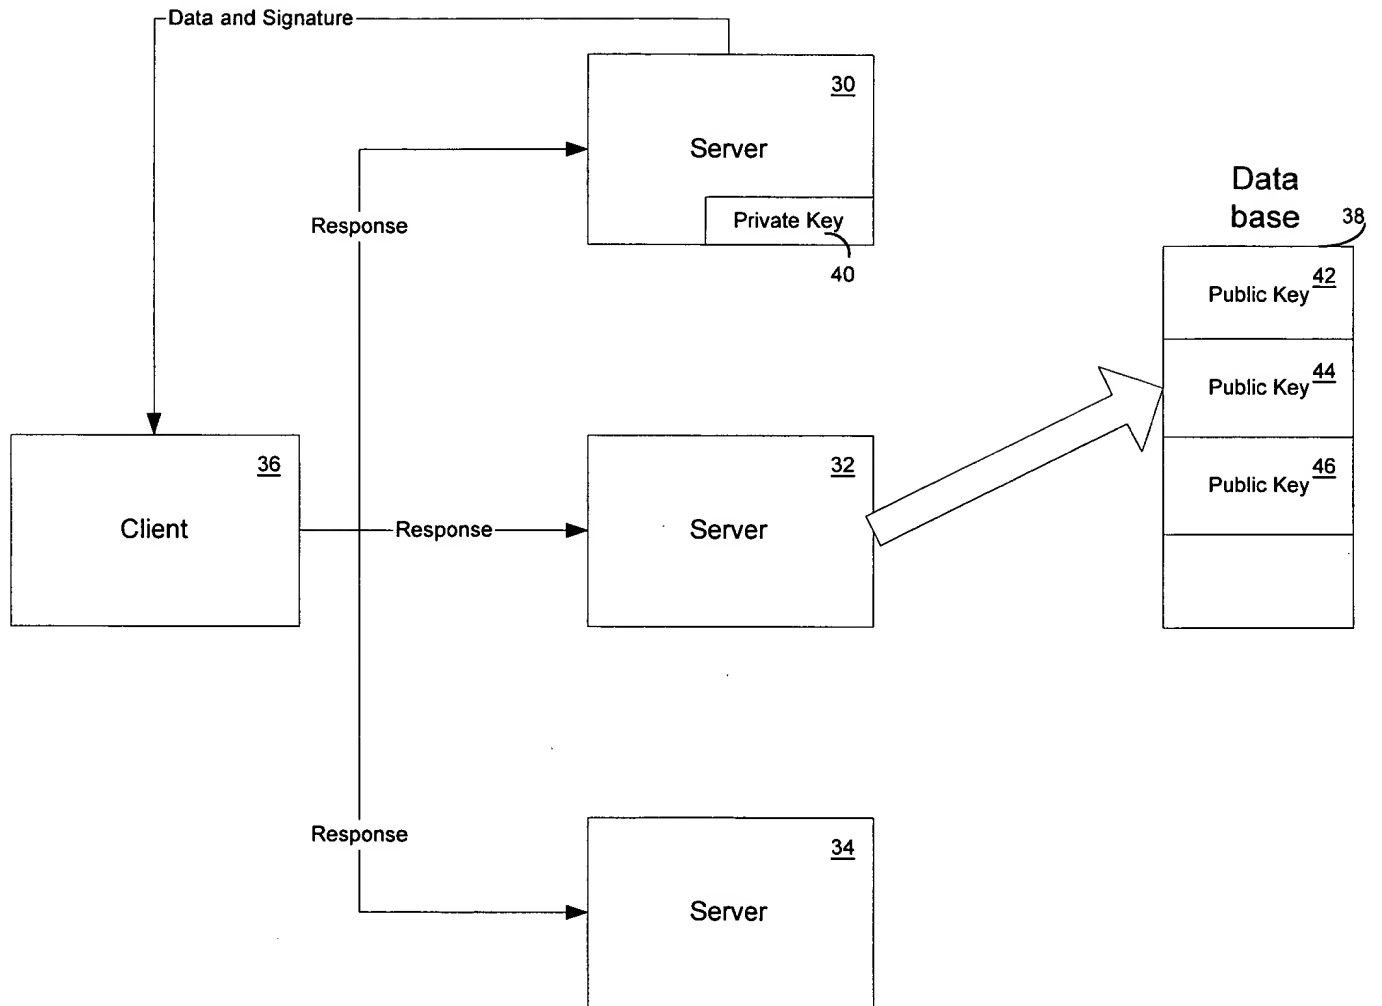 Data and Signature
30
Server
Private Key
40
Response
Data
base
38
Public Key 42
Public Key 44
Public Key 46
36
Client
Response
32
Server
Response
34
Server